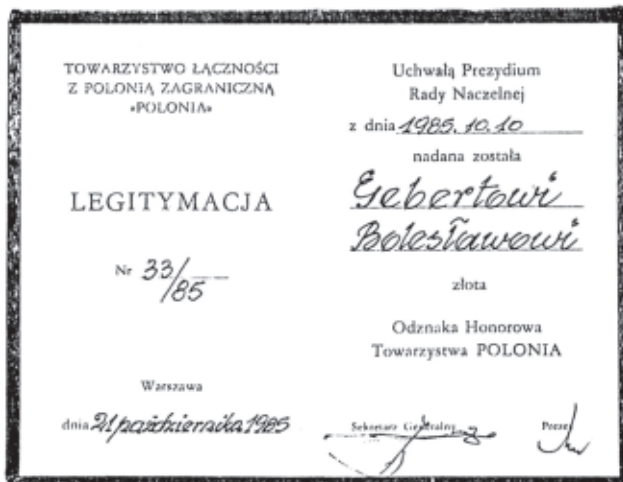 TOWARZYSTWO ŁĄCZNOŚCI
Z POLONIĄ ZAGRANICZNĄ
«POLONIA»
LEGITYMACJA
Nr 33/85
Warszawa
dnia 21 października 1985
Uchwałą Prezydium
Rady Naczelnej
z dnia 1985.10.10
nadana została
Gebertowi
Bolesławowi
złota
Odznaka Honorowa
Towarzystwa POLONIA
Sekretarz Generalny
Prezes